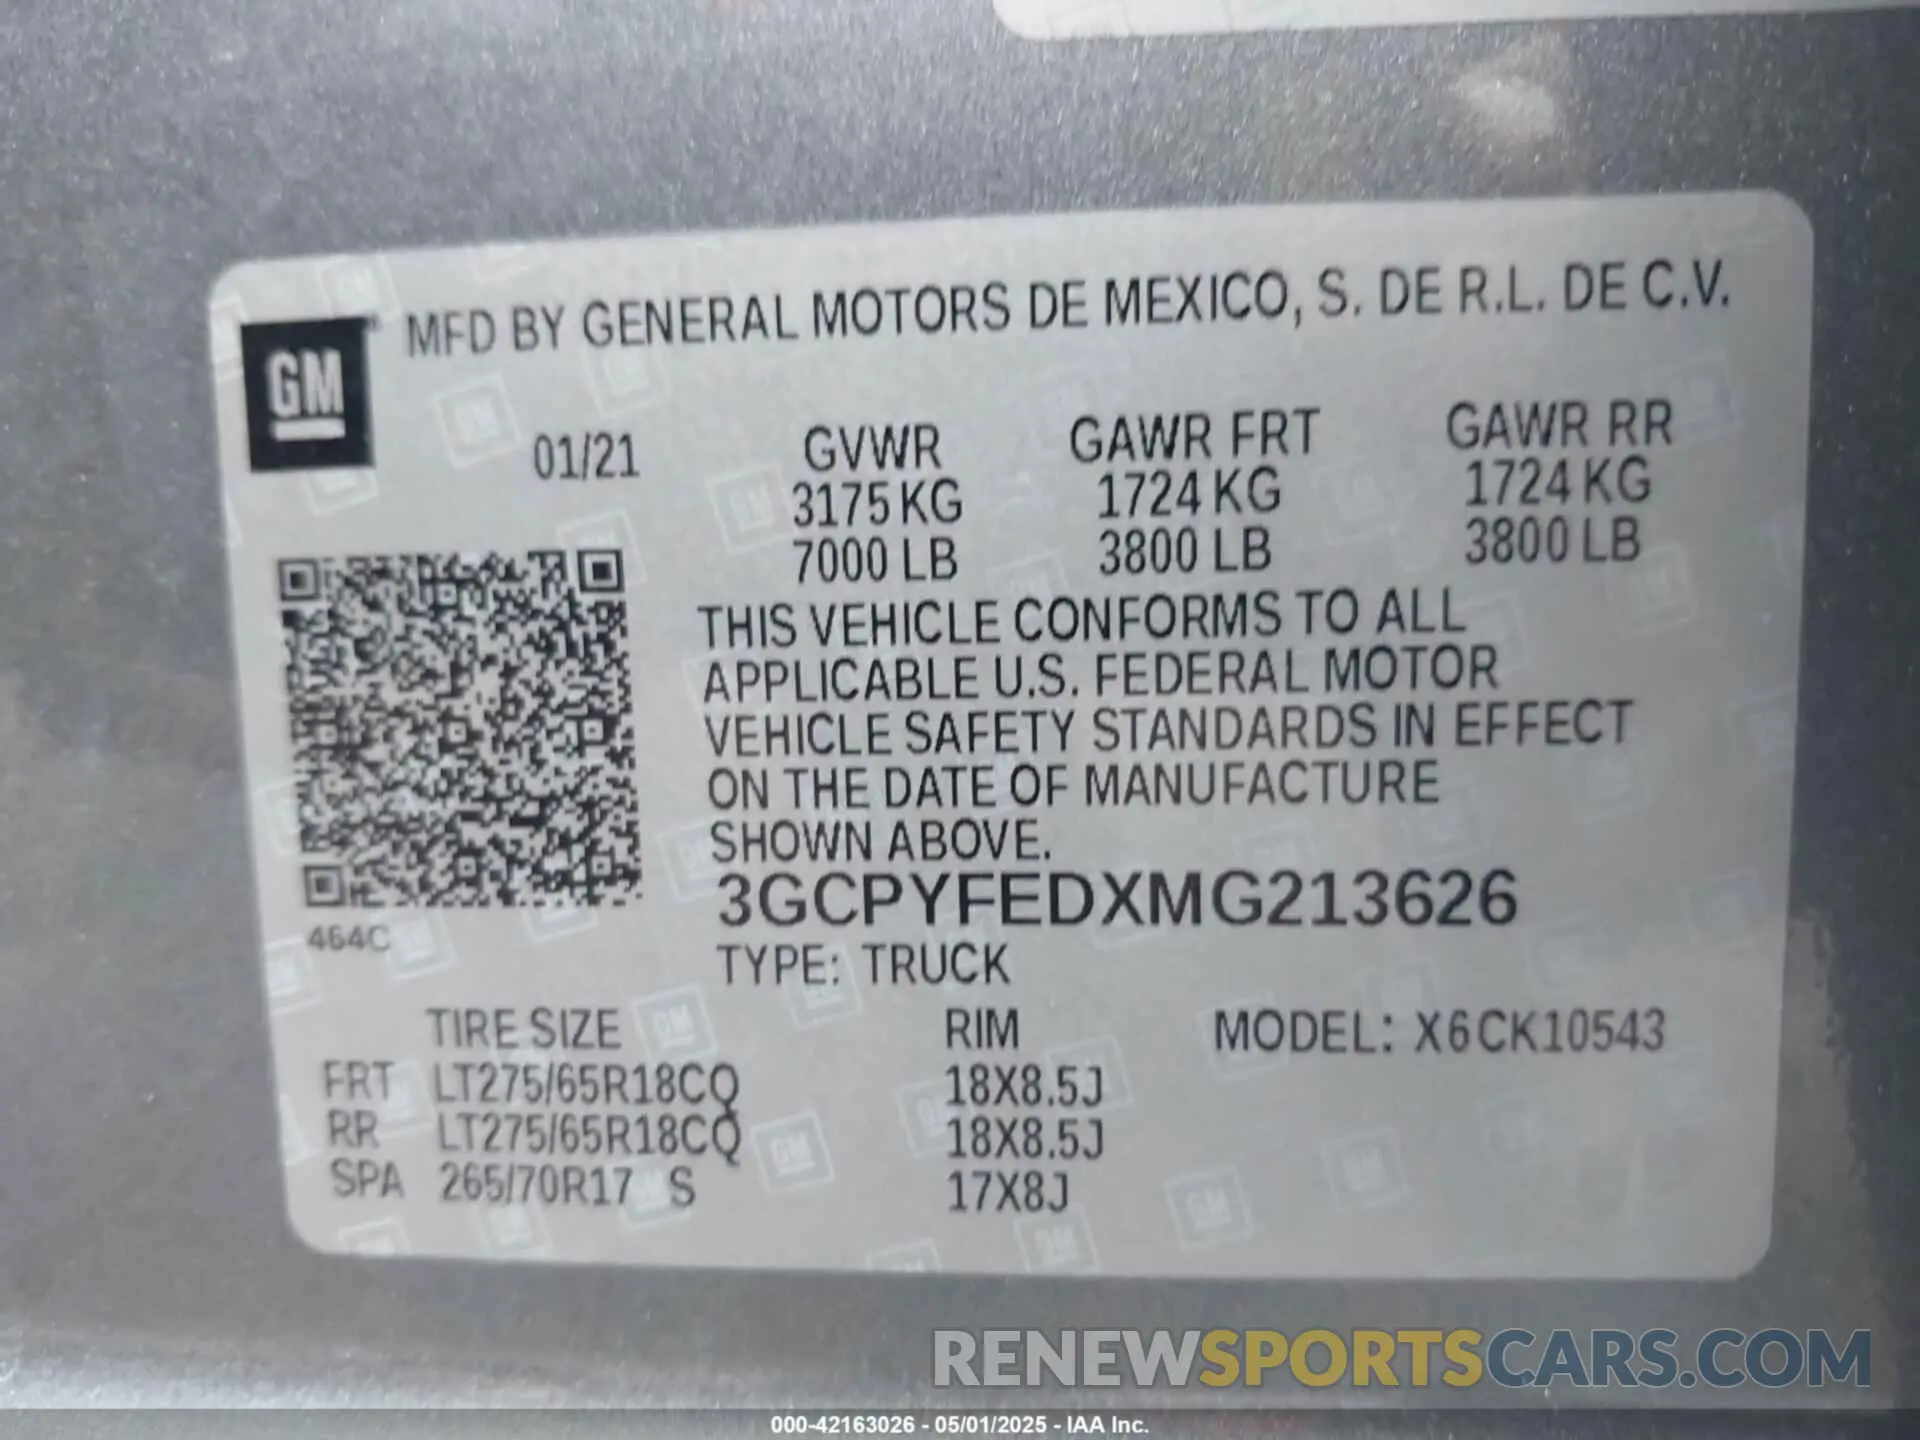 MFD BY GENERAL MOTORS DE MEXICO, S. DE R.L. DE C.V.
GM
01/21 GVWR GAWR FRT GAWR RR
3175 KG 1724 KG 1724 KG
7000 LB 3800 LB 3800 LB
THIS VEHICLE CONFORMS TO ALL
APPLICABLE U.S. FEDERAL MOTOR
VEHICLE SAFETY STANDARDS IN EFFECT
ON THE DATE OF MANUFACTURE
SHOWN ABOVE.
3GCPYFEDXMG213626
464C
TYPE: TRUCK
TIRE SIZE RIM MODEL: X6CK10543
FRT LT275/65R18CQ 18X8.5J
RR LT275/65R18CQ 18X8.5J
SPA 265/70R17 S 17X8J
RENEWSPORTSCARS.COM
000-42163026 - 05/01/2025 - IAA Inc.